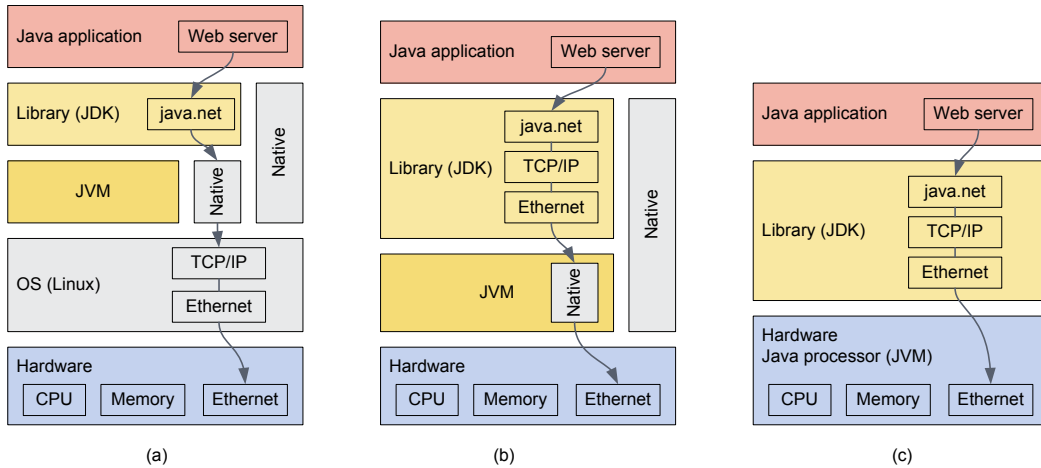 Java application
Web server
Library (JDK)
java.net
Native
JVM
Native
OS (Linux)
TCP/IP
Ethernet
Hardware
CPU
Memory
Ethernet
(a)
Java application
Web server
Library (JDK)
java.net
TCP/IP
Ethernet
Native
JVM
Native
Hardware
CPU
Memory
Ethernet
(b)
Java application
Web server
Library (JDK)
java.net
TCP/IP
Ethernet
Hardware
Java processor (JVM)
CPU
Memory
Ethernet
(c)